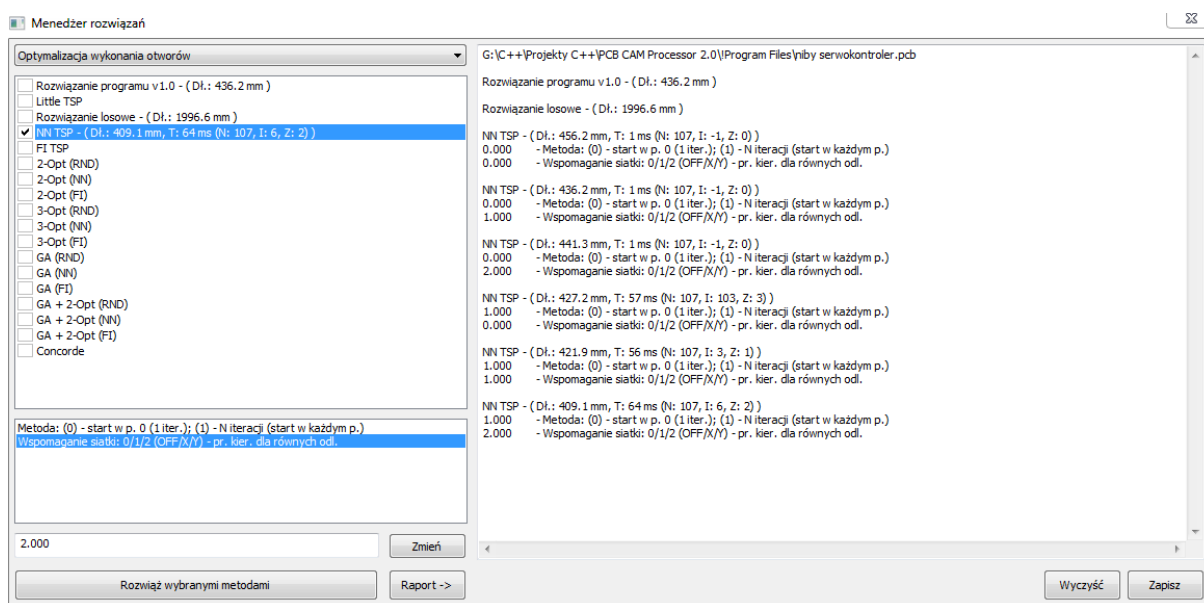 Menedżer rozwiązań
Optymalizacja wykonania otworów
Rozwiązanie programu v1.0 - ( Dł.: 436.2 mm )
Little TSP
Rozwiązanie losowe - ( Dł.: 1996.6 mm )
NN TSP - ( Dł.: 409.1 mm, T: 64 ms (N: 107, I: 6, Z: 2) )
FI TSP
2-Opt (RND)
2-Opt (NN)
2-Opt (FI)
3-Opt (RND)
3-Opt (NN)
3-Opt (FI)
GA (RND)
GA (NN)
GA (FI)
GA + 2-Opt (RND)
GA + 2-Opt (NN)
GA + 2-Opt (FI)
Concorde
Metoda: (0) - start w p. 0 (1 iter.); (1) - N iteracji (start w każdym p.)
Wspomaganie siatki: 0/1/2 (OFF/X/Y) - pr. kier. dla równych odl.
2.000
Zmień
Rozwiąż wybranymi metodami
Raport ->
G:\C++\Projekty C++\PCB CAM Processor 2.0\!Program Files\niby serwokontroler.pcb
Rozwiązanie programu v1.0 - ( Dł.: 436.2 mm )
Rozwiązanie losowe - ( Dł.: 1996.6 mm )
NN TSP - ( Dł.: 456.2 mm, T: 1 ms (N: 107, I: -1, Z: 0) )
0.000 - Metoda: (0) - start w p. 0 (1 iter.); (1) - N iteracji (start w każdym p.)
0.000 - Wspomaganie siatki: 0/1/2 (OFF/X/Y) - pr. kier. dla równych odl.
NN TSP - ( Dł.: 436.2 mm, T: 1 ms (N: 107, I: -1, Z: 0) )
0.000 - Metoda: (0) - start w p. 0 (1 iter.); (1) - N iteracji (start w każdym p.)
1.000 - Wspomaganie siatki: 0/1/2 (OFF/X/Y) - pr. kier. dla równych odl.
NN TSP - ( Dł.: 441.3 mm, T: 1 ms (N: 107, I: -1, Z: 0) )
0.000 - Metoda: (0) - start w p. 0 (1 iter.); (1) - N iteracji (start w każdym p.)
2.000 - Wspomaganie siatki: 0/1/2 (OFF/X/Y) - pr. kier. dla równych odl.
NN TSP - ( Dł.: 427.2 mm, T: 57 ms (N: 107, I: 103, Z: 3) )
1.000 - Metoda: (0) - start w p. 0 (1 iter.); (1) - N iteracji (start w każdym p.)
0.000 - Wspomaganie siatki: 0/1/2 (OFF/X/Y) - pr. kier. dla równych odl.
NN TSP - ( Dł.: 421.9 mm, T: 56 ms (N: 107, I: 3, Z: 1) )
1.000 - Metoda: (0) - start w p. 0 (1 iter.); (1) - N iteracji (start w każdym p.)
1.000 - Wspomaganie siatki: 0/1/2 (OFF/X/Y) - pr. kier. dla równych odl.
NN TSP - ( Dł.: 409.1 mm, T: 64 ms (N: 107, I: 6, Z: 2) )
1.000 - Metoda: (0) - start w p. 0 (1 iter.); (1) - N iteracji (start w każdym p.)
2.000 - Wspomaganie siatki: 0/1/2 (OFF/X/Y) - pr. kier. dla równych odl.
Wyczyść
Zapisz